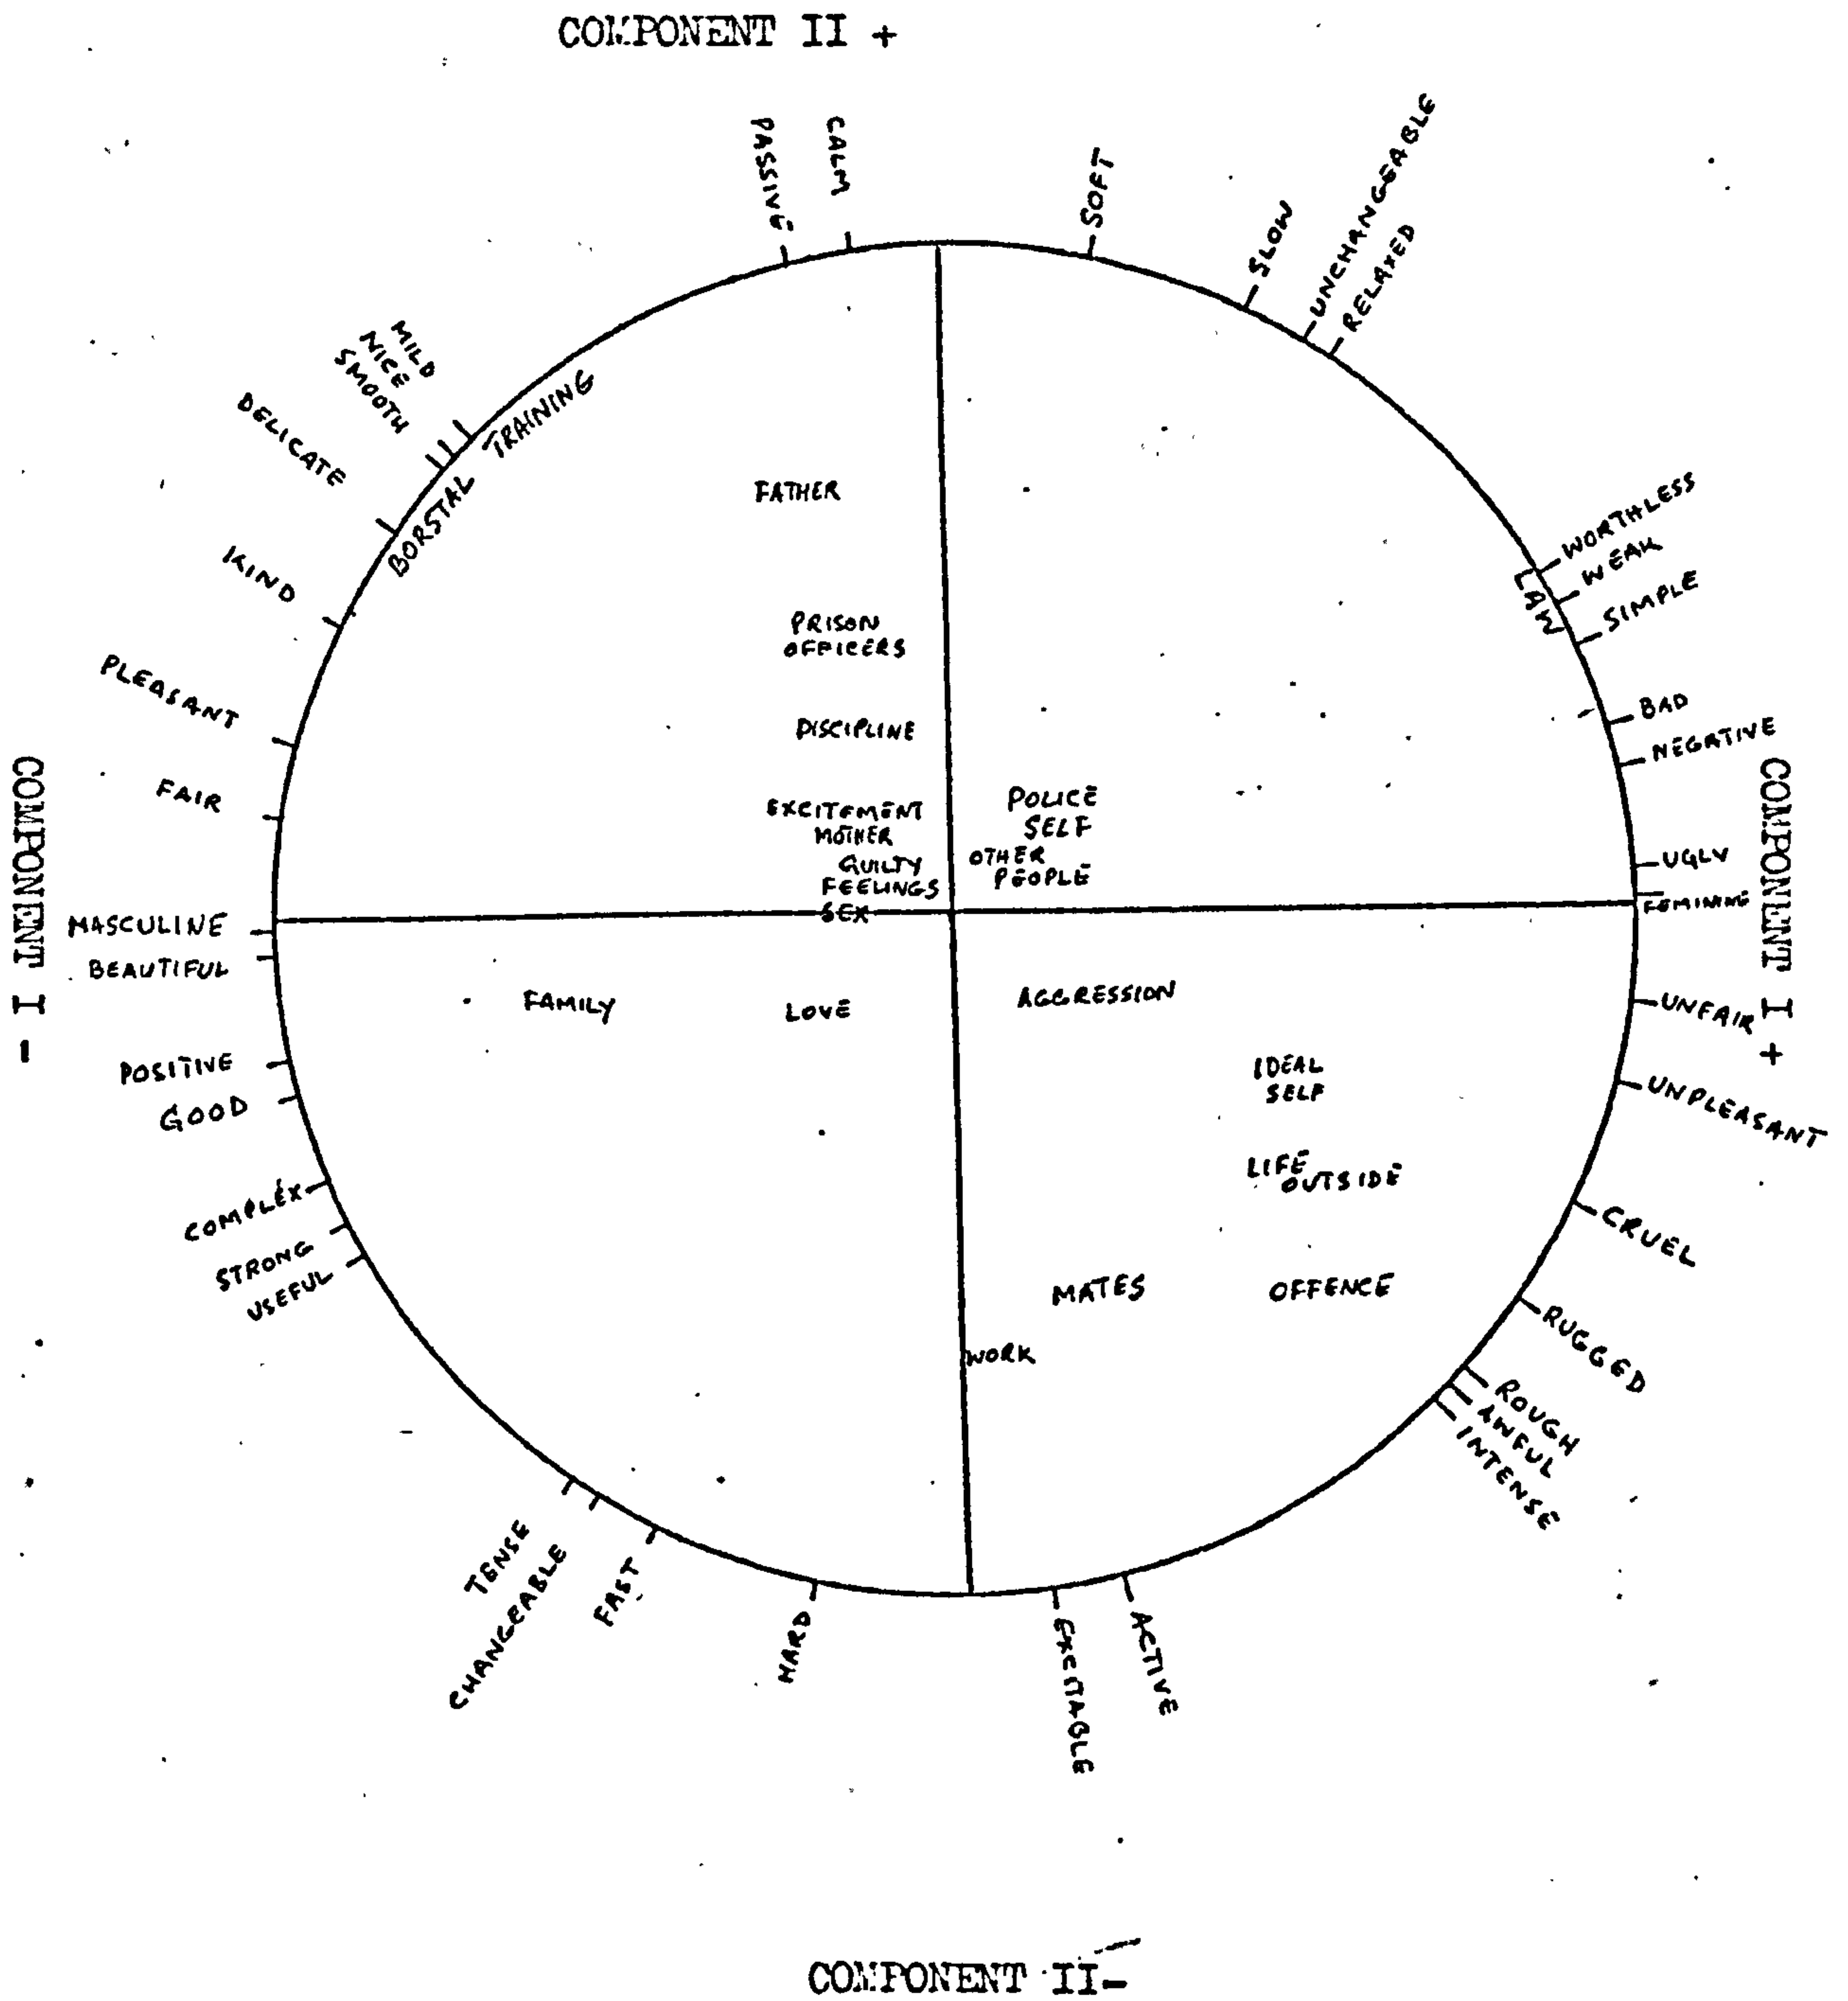 COMPONENT II +
PASSIVE
CALM
SOFT
SLOW
UNCHANGEABLE
RELAXED
MILD
NICE
SMOOTH
DELICATE
KIND
PLEASANT
FAIR
COMPONENT I -
MASCULINE
BEAUTIFUL
POSITIVE
GOOD
COMPLEX
STRONG
USEFUL
TENSE
CHANGEABLE
FAST
HARD
EXCITABLE
ACTIVE
INTENSE
AWFUL
ROUGH
RUGGED
CRUEL
UNPLEASANT
UNFAIR
COMPONENT I +
FEMININE
UGLY
NEGATIVE
BAD
SIMPLE
WEAK
WORTHLESS
LAW
BORSTAL TRAINING
FATHER
PRISON
OFFICERS
DISCIPLINE
EXCITEMENT
MOTHER
GUILTY
FEELINGS
SEX
POLICE
SELF
OTHER
PEOPLE
FAMILY
LOVE
AGGRESSION
IDEAL
SELF
LIFE
OUTSIDE
MATES
OFFENCE
WORK
COMPONENT II-